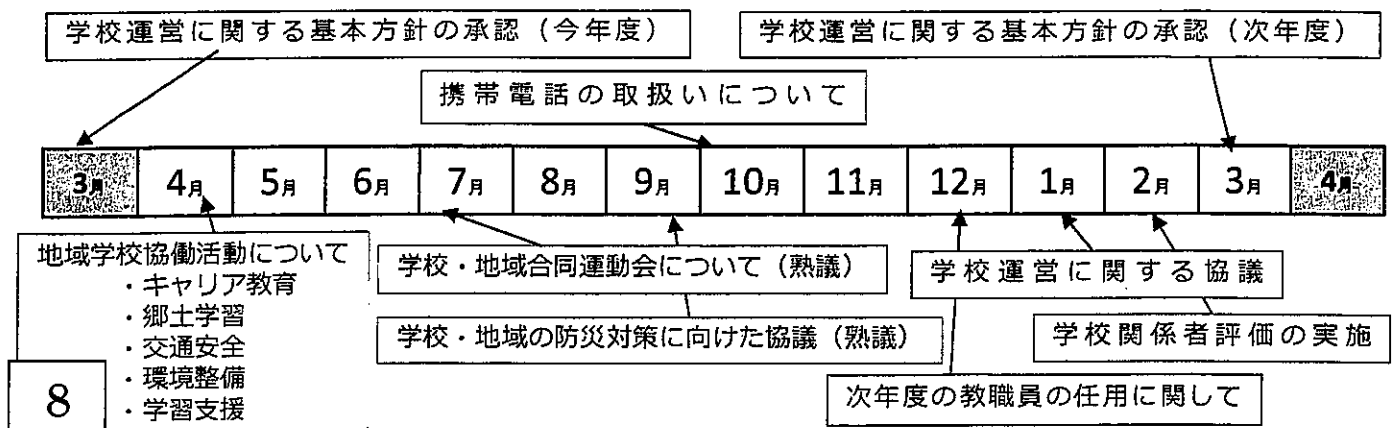 学校運営に関する基本方針の承認（今年度）
学校運営に関する基本方針の承認（次年度）
携帯電話の取扱いについて
3月 4月 5月 6月 7月 8月 9月 10月 11月 12月 1月 2月 3月 4月
地域学校協働活動について
・キャリア教育
・郷土学習
・交通安全
・環境整備
・学習支援
学校・地域合同運動会について（熟議）
学校運営に関する協議
学校・地域の防災対策に向けた協議（熟議）
学校関係者評価の実施
次年度の教職員の任用に関して
8